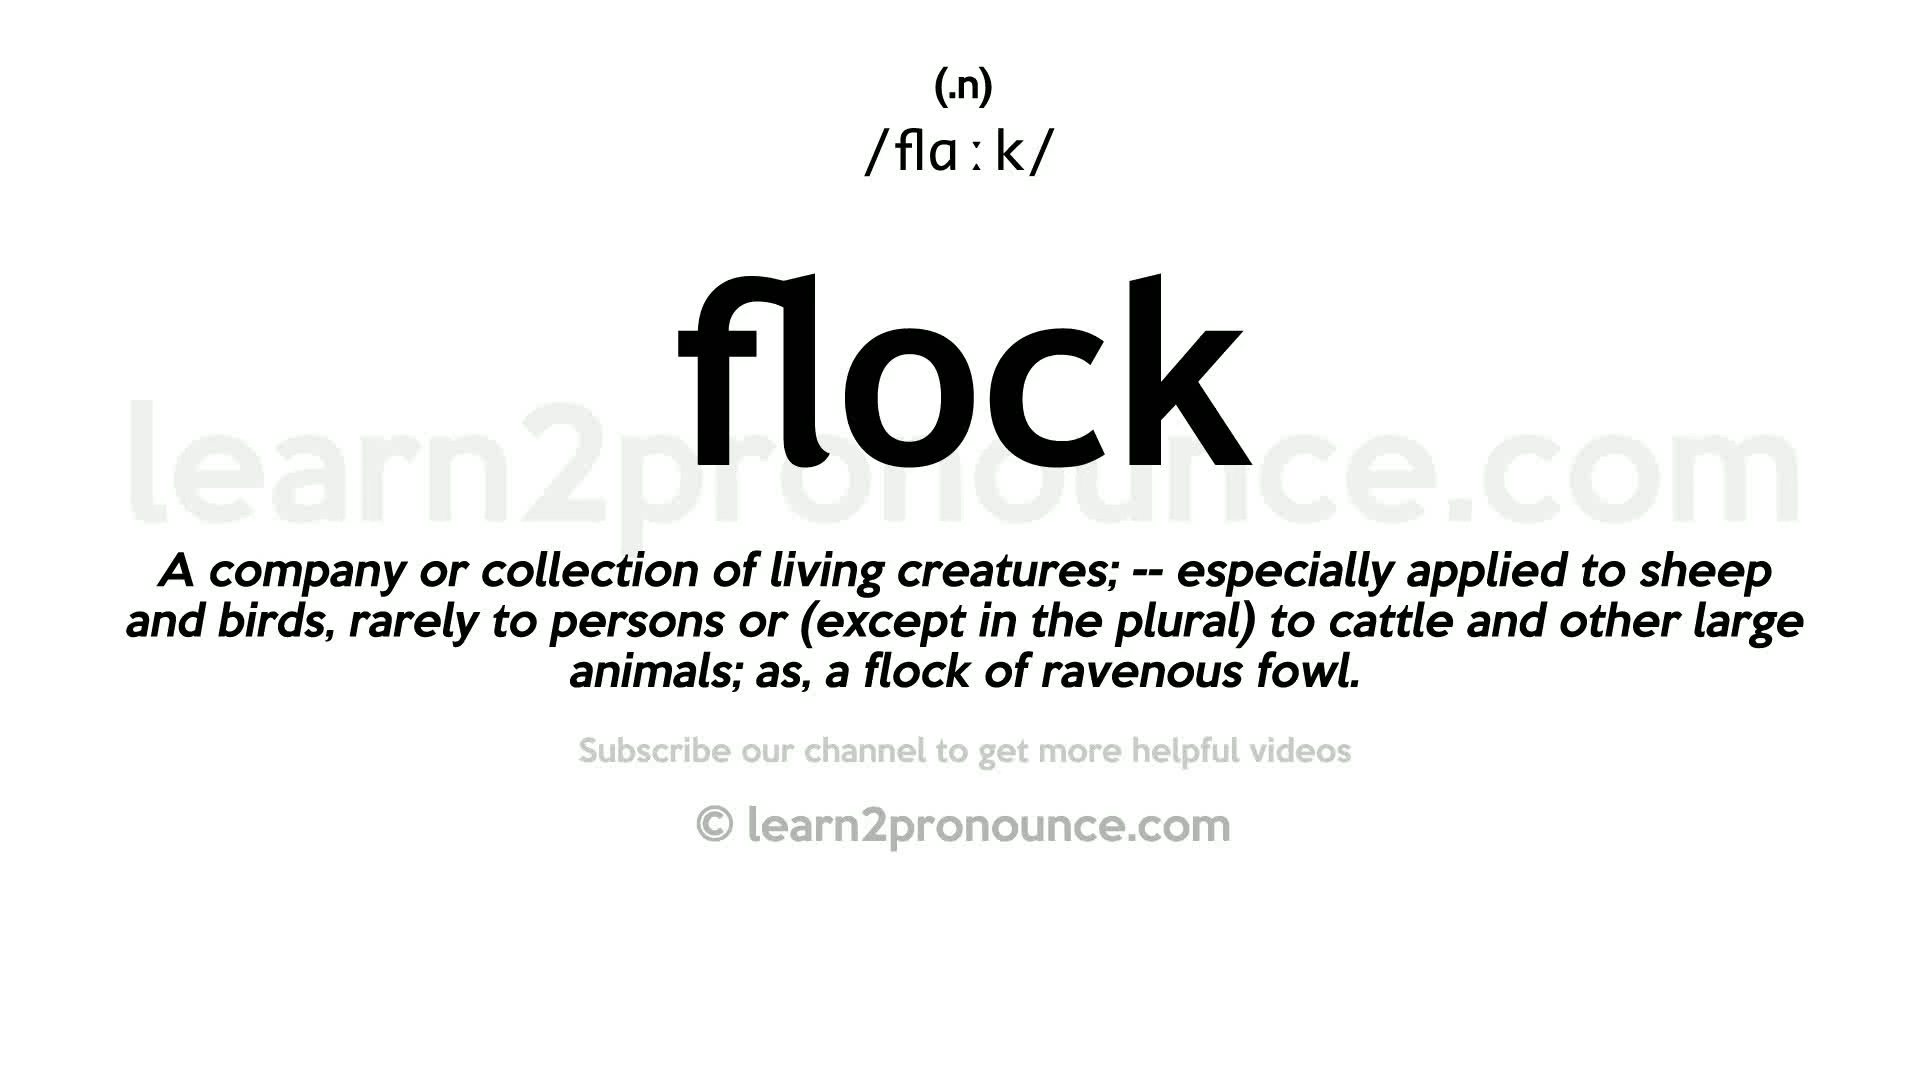 (.n)
/flɑːk/
flock
learn2pronounce.com
A company or collection of living creatures; -- especially applied to sheep
and birds, rarely to persons or (except in the plural) to cattle and other large
animals; as, a flock of ravenous fowl.
Subscribe our channel to get more helpful videos
© learn2pronounce.com